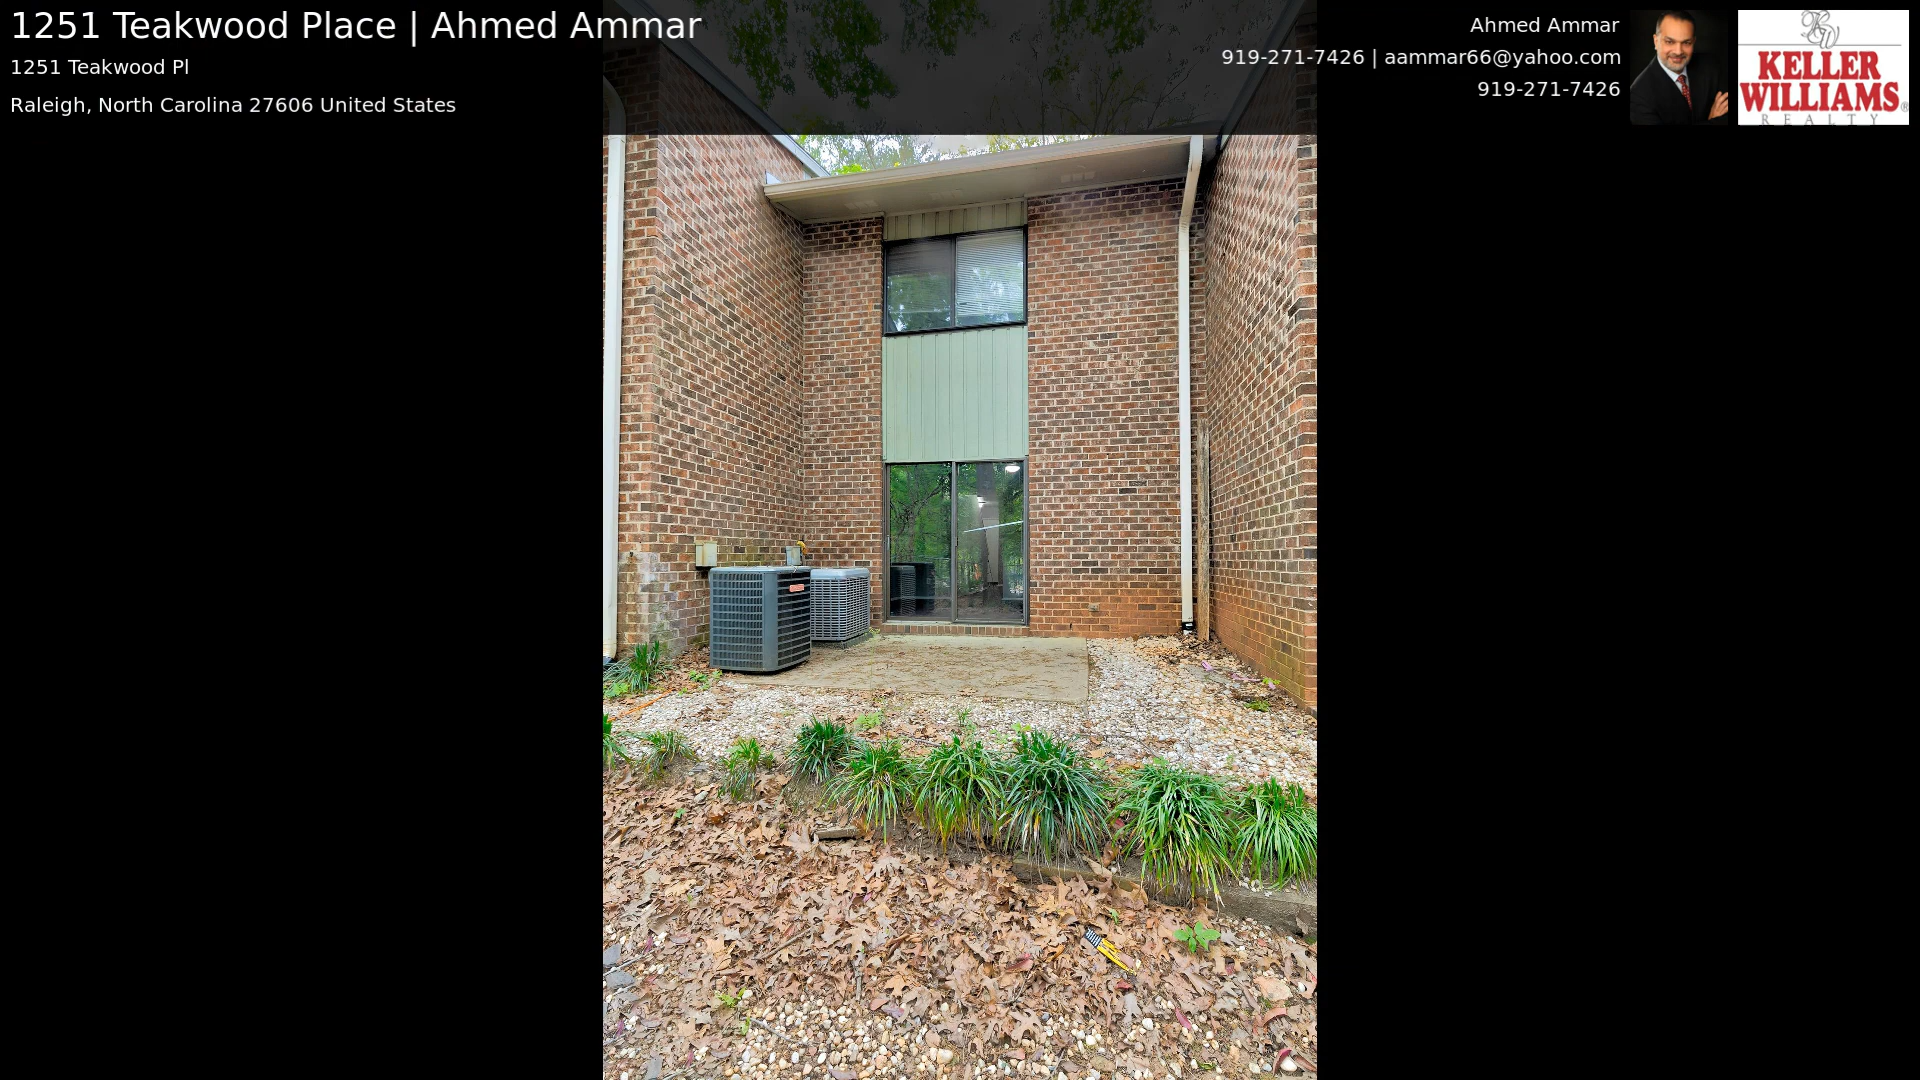 1251 Teakwood Place | Ahmed Ammar
1251 Teakwood Pl
Raleigh, North Carolina 27606 United States
Ahmed Ammar
919-271-7426 | aammar66@yahoo.com
919-271-7426
KW
KELLER
WILLIAMS®
REALTY